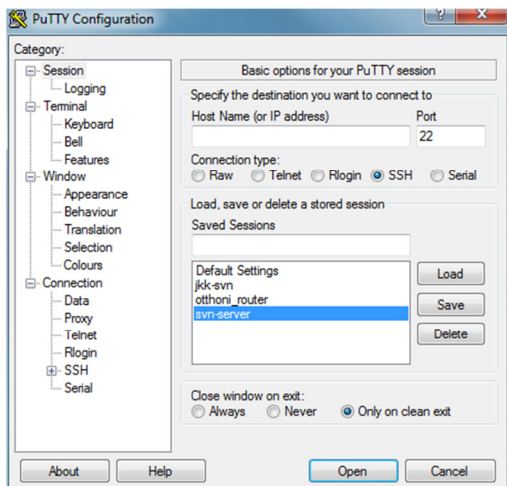 PuTTY Configuration
?
Category:
Session
Logging
Terminal
Keyboard
Bell
Features
Window
Appearance
Behaviour
Translation
Selection
Colours
Connection
Data
Proxy
Telnet
Rlogin
SSH
Serial
Basic options for your PuTTY session
Specify the destination you want to connect to
Host Name (or IP address) Port
22
Connection type:
Raw Telnet Rlogin SSH Serial
Load, save or delete a stored session
Saved Sessions
Default Settings
jkk-svn
otthoni_router
svn-server
Load
Save
Delete
Close window on exit:
Always Never Only on clean exit
About Help Open Cancel